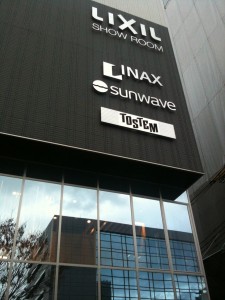 LIXIL
SHOW ROOM
INAX
sunwave
TOSTEM